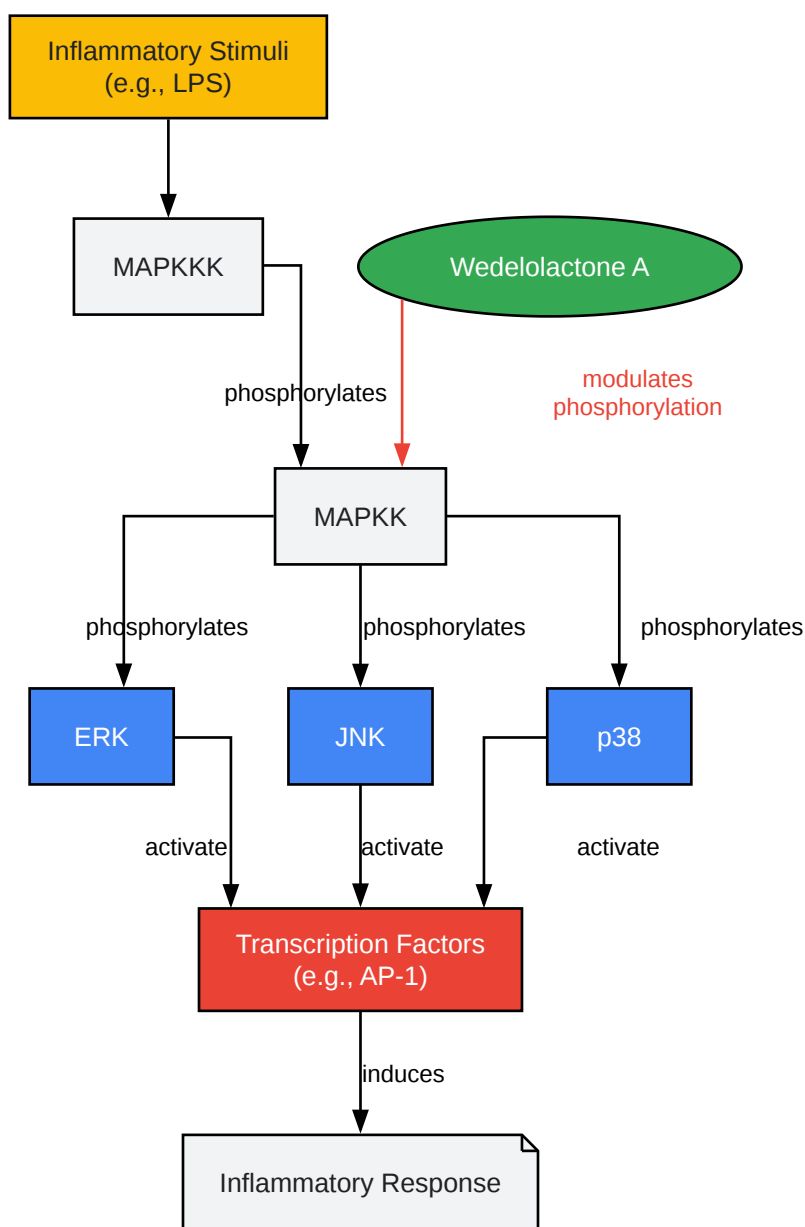 Inflammatory Stimuli
(e.g., LPS)
MAPKKK
Wedelolactone A
phosphorylates
modulates
phosphorylation
MAPKK
phosphorylates
phosphorylates
phosphorylates
ERK
JNK
p38
activate
activate
activate
Transcription Factors
(e.g., AP-1)
induces
Inflammatory Response